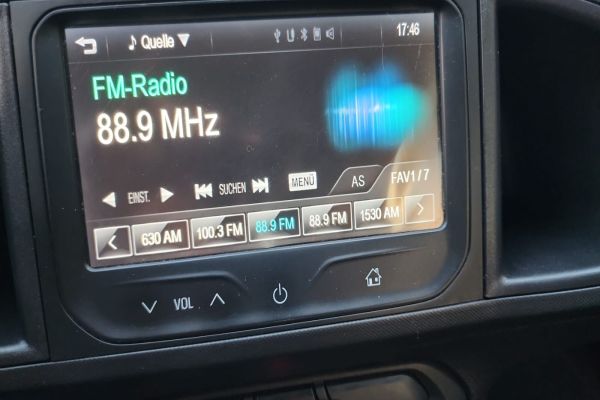 Quelle ▼ 17:46
FM-Radio
88.9 MHz
EINST. SUCHEN MENÜ AS FAV1 / 7
630 AM 100.3 FM 88.9 FM 88.9 FM 1530 AM
VOL